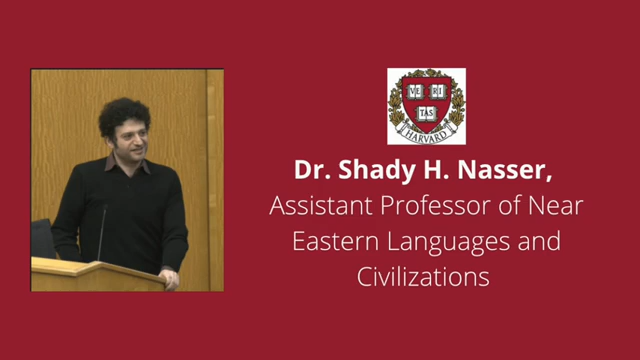 VE RI
TAS
HARVARD
Dr. Shady H. Nasser,
Assistant Professor of Near
Eastern Languages and
Civilizations